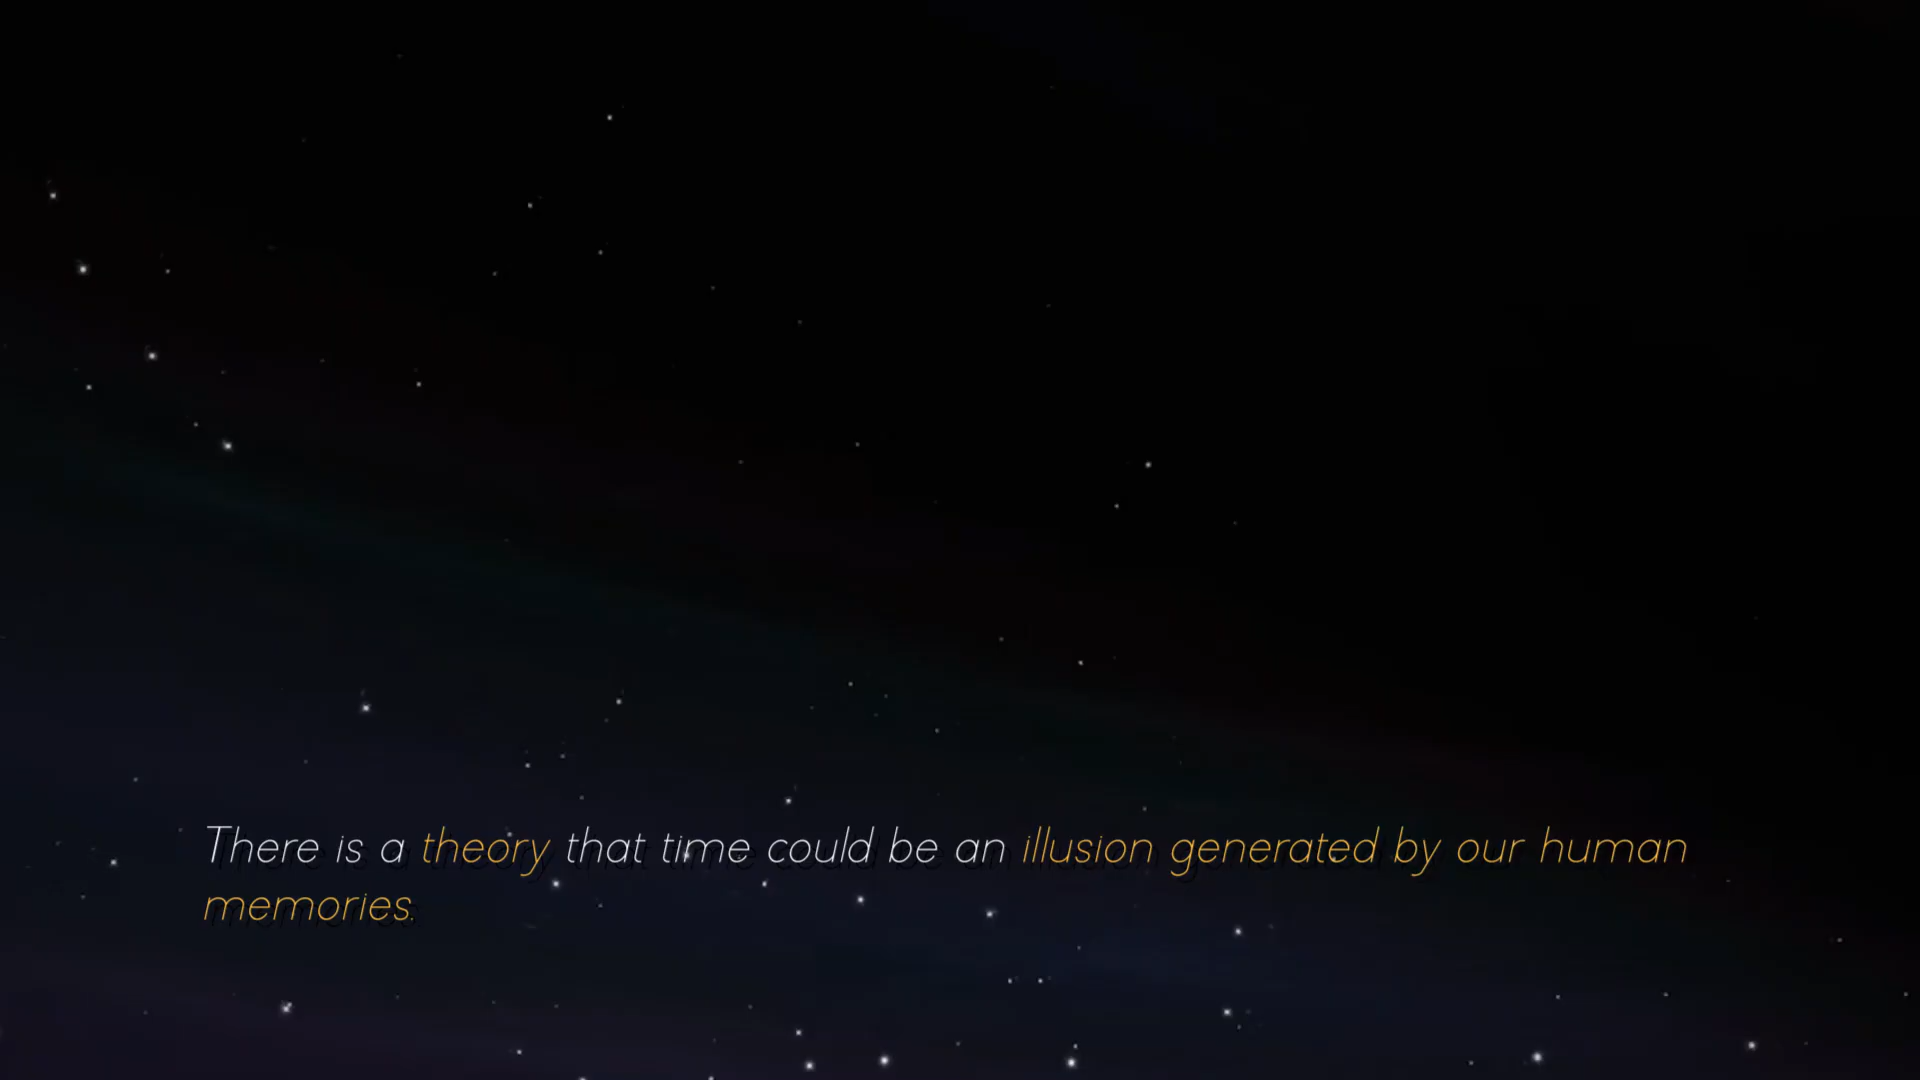 There is a theory that time could be an illusion generated by our human
memories.